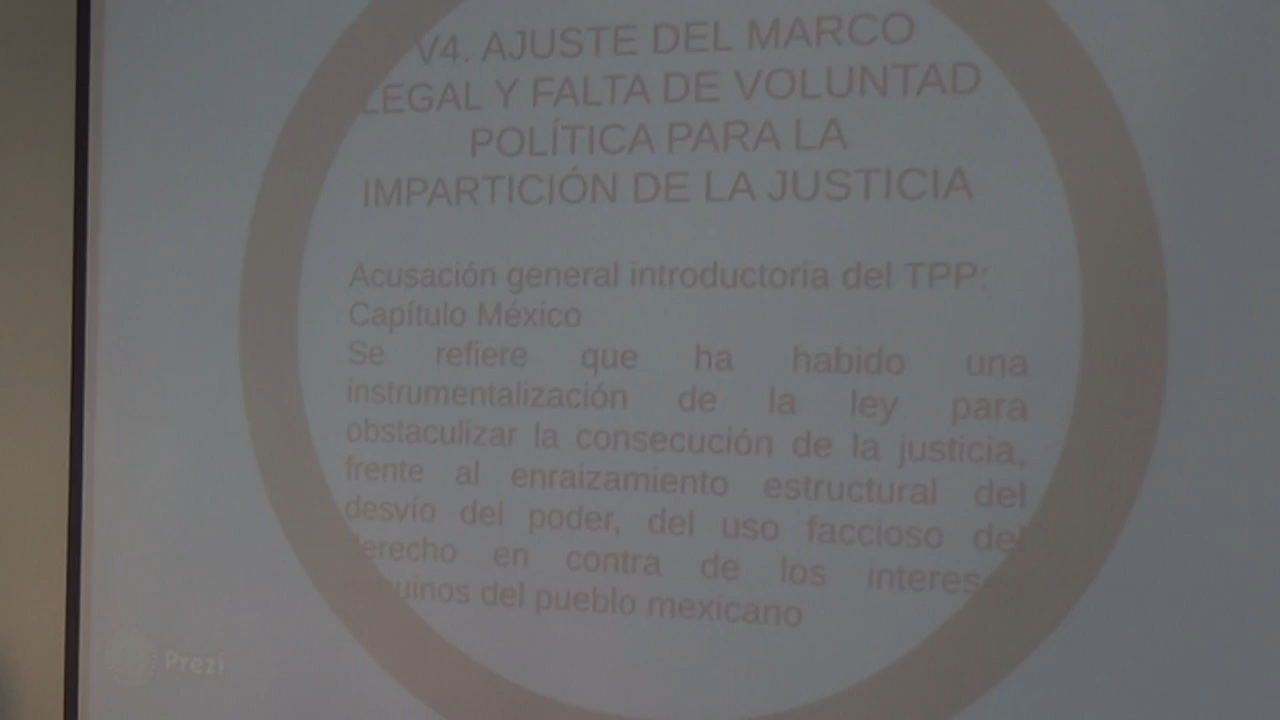 V4. AJUSTE DEL MARCO
LEGAL Y FALTA DE VOLUNTAD
POLÍTICA PARA LA
IMPARTICIÓN DE LA JUSTICIA
Acusación general introductoria del TPP:
Capítulo México
Se refiere que ha habido una
instrumentalización de la ley para
obstaculizar la consecución de la justicia,
frente al enraizamiento estructural del
desvío del poder, del uso faccioso del
derecho en contra de los
del pueblo mexicano
Prezi